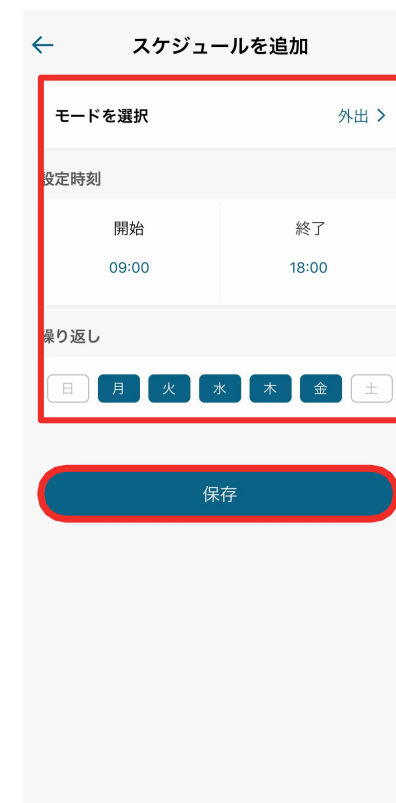 スケジュールを追加
モードを選択 外出
設定時刻
開始 終了
09:00 18:00
繰り返し
日 月 火 水 木 金 土
保存